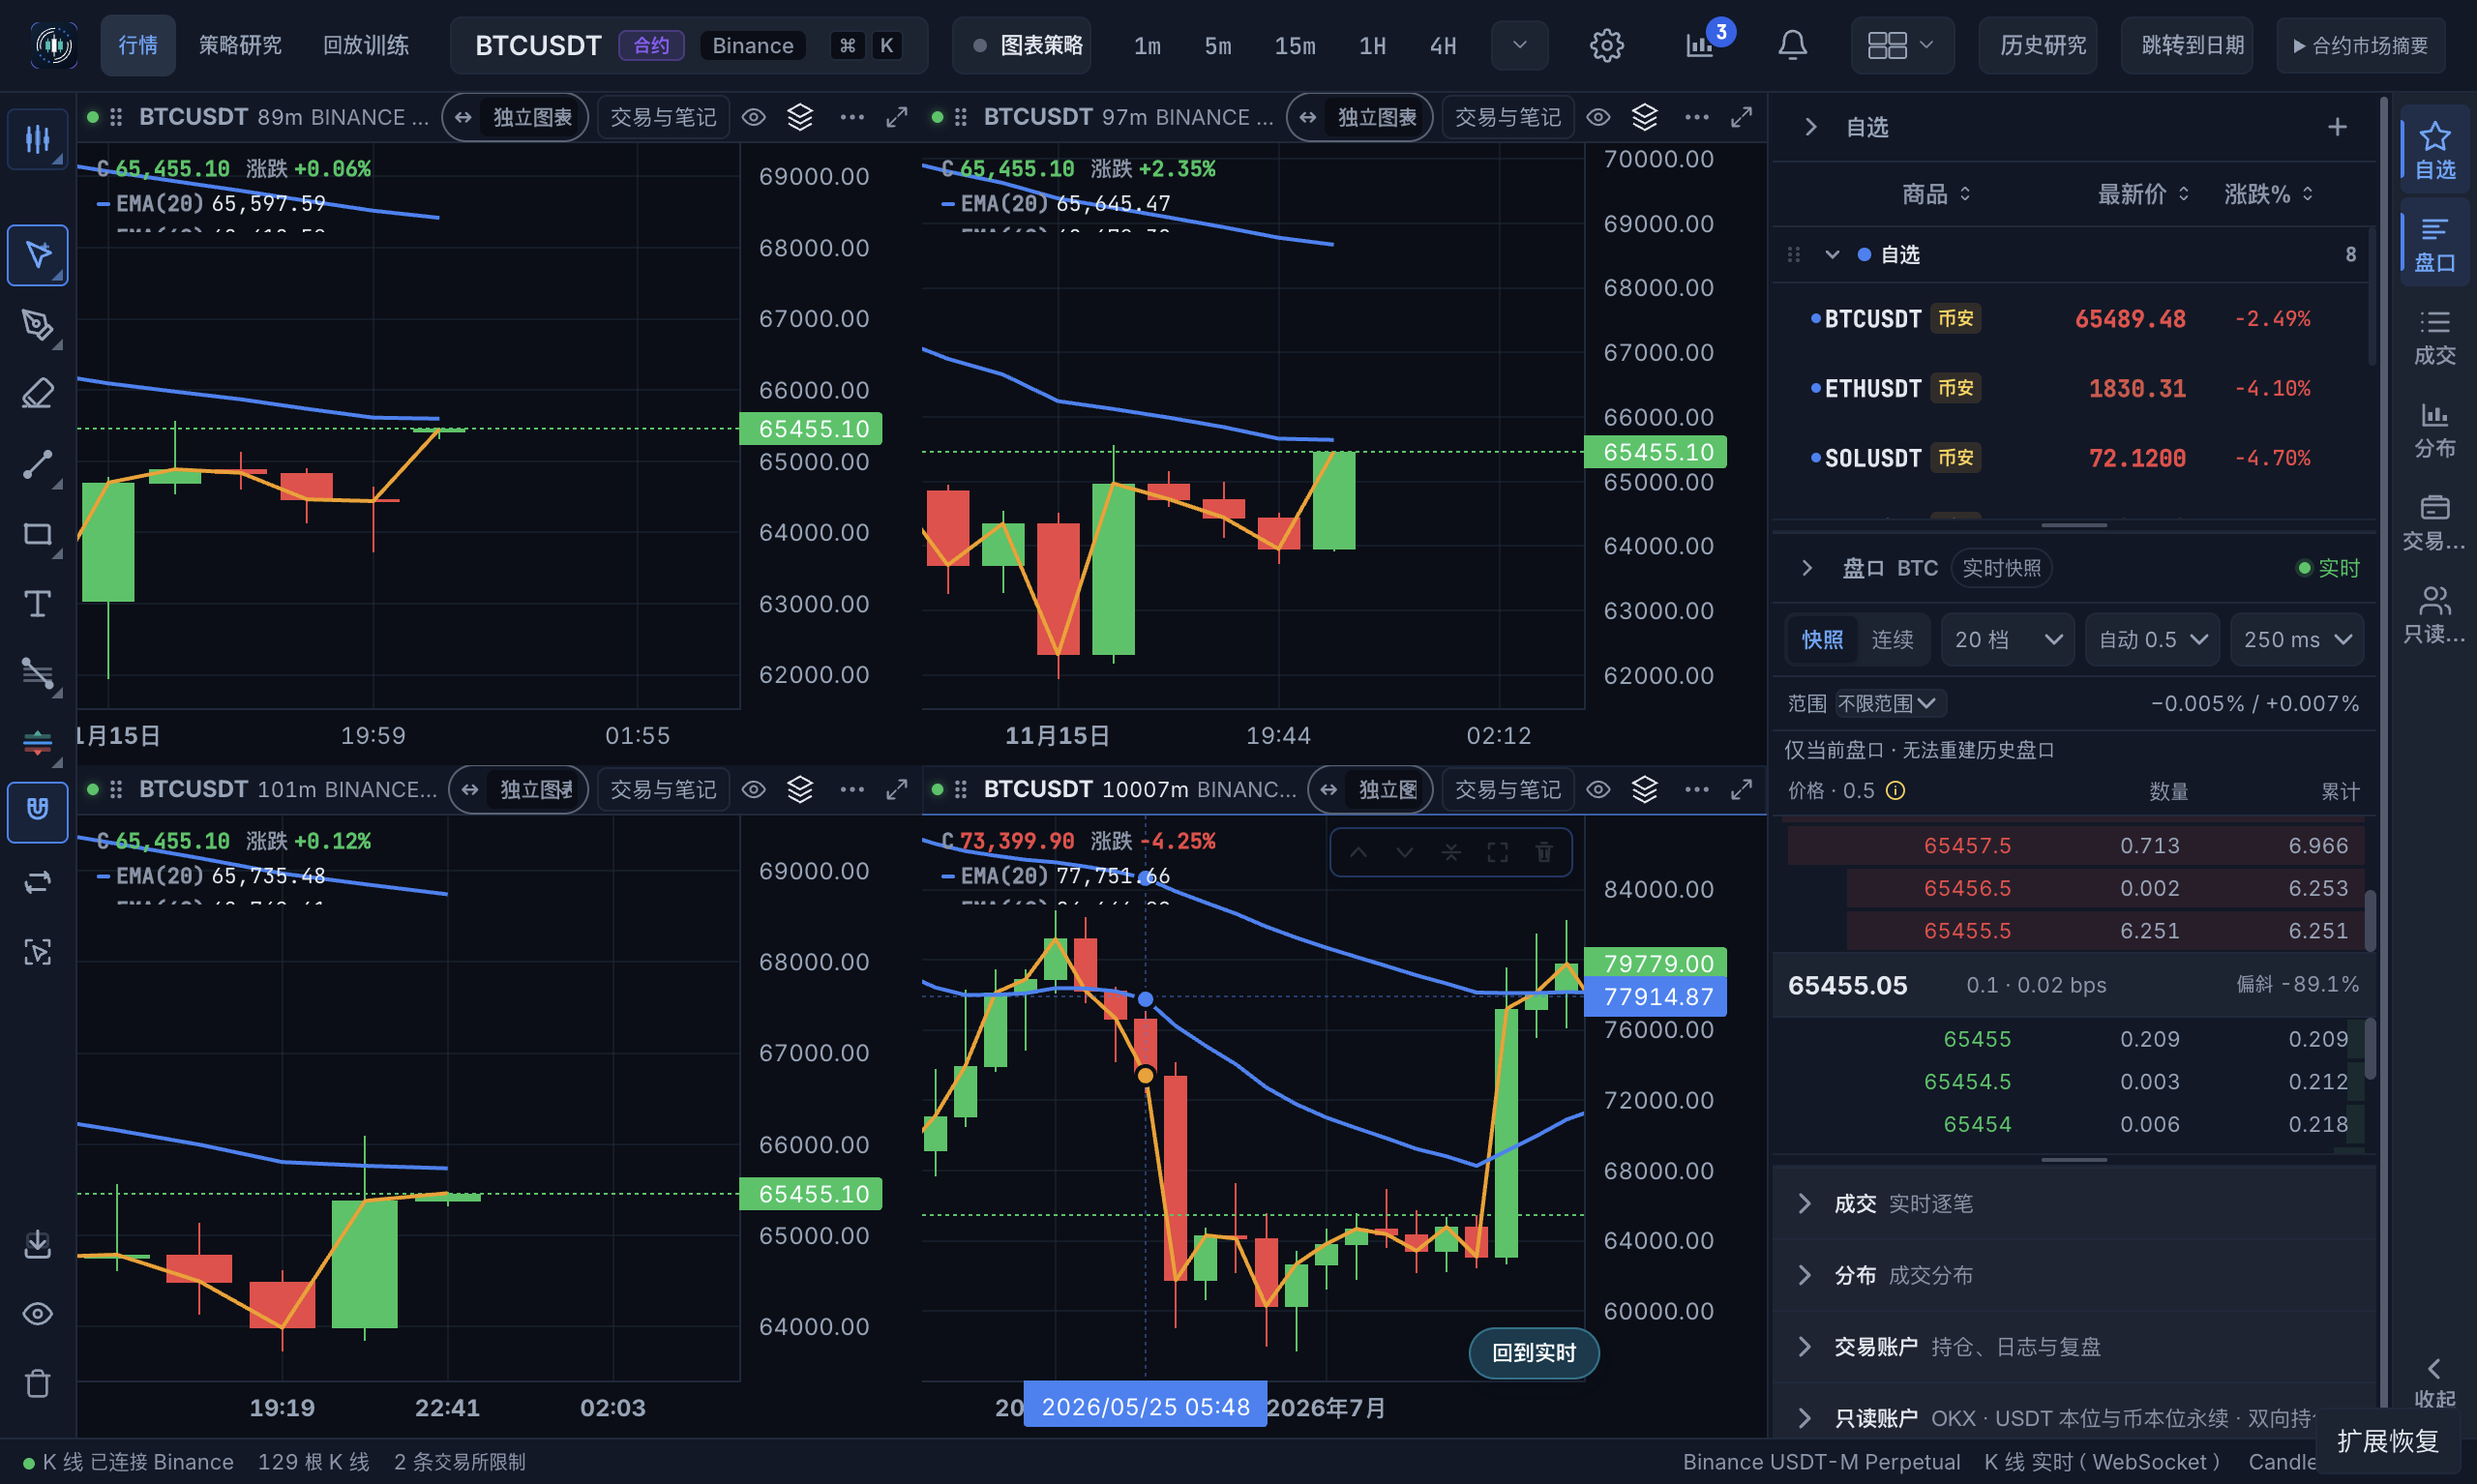 行情 策略研究 回放训练 BTCUSDT 合约 Binance ⌘ K 图表策略 1m 5m 15m 1H 4H 3 历史研究 跳转到日期 ▶ 合约市场摘要
BTCUSDT 89m BINANCE ... 独立图表 交易与笔记
C 65,455.10 涨跌 +0.06%
EMA(20) 65,597.59
69000.00
68000.00
67000.00
66000.00
65455.10
65000.00
64000.00
63000.00
62000.00
月15日 19:59 01:55
BTCUSDT 97m BINANCE ... 独立图表 交易与笔记
C 65,455.10 涨跌 +2.35%
EMA(20) 65,645.47
70000.00
69000.00
68000.00
67000.00
66000.00
65455.10
65000.00
64000.00
63000.00
62000.00
11月15日 19:44 02:12
BTCUSDT 101m BINANCE... 独立图表 交易与笔记
C 65,455.10 涨跌 +0.12%
EMA(20) 65,735.48
69000.00
68000.00
67000.00
66000.00
65455.10
65000.00
64000.00
19:19 22:41 02:03
BTCUSDT 10007m BINANC... 独立图 交易与笔记
C 73,399.90 涨跌 -4.25%
EMA(20) 77,751.66
84000.00
79779.00
77914.87
76000.00
72000.00
68000.00
64000.00
60000.00
回到实时
20 2026/05/25 05:48 2026年7月
自选 +
商品 最新价 涨跌%
自选 8
BTCUSDT 币安 65489.48 -2.49%
ETHUSDT 币安 1830.31 -4.10%
SOLUSDT 币安 72.1200 -4.70%
盘口 BTC 实时快照 实时
快照 连续 20 档 自动 0.5 250 ms
范围 不限范围 −0.005% / +0.007%
仅当前盘口 · 无法重建历史盘口
价格 · 0.5 数量 累计
65457.5 0.713 6.966
65456.5 0.002 6.253
65455.5 6.251 6.251
65455.05 0.1 · 0.02 bps 偏斜 −89.1%
65455 0.209 0.209
65454.5 0.003 0.212
65454 0.006 0.218
成交 实时逐笔
分布 成交分布
交易账户 持仓、日志与复盘
只读账户 OKX · USDT 本位与币本位永续 · 双向持
自选
盘口
成交
分布
交易...
只读...
收起
扩展恢复
K 线 已连接 Binance 129 根 K 线 2 条交易所限制 Binance USDT-M Perpetual K 线 实时 ( WebSocket ) Candle